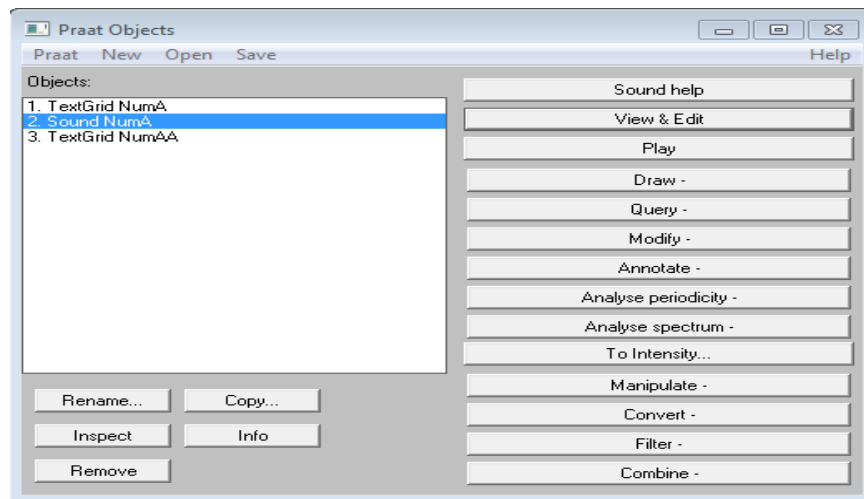 Praat Objects
Praat New Open Save Help
Objects:
1. TextGrid NumA
2. Sound NumA
3. TextGrid NumAA
Sound help
View & Edit
Play
Draw -
Query -
Modify -
Annotate -
Analyse periodicity -
Analyse spectrum -
To Intensity...
Manipulate -
Convert -
Filter -
Combine -
Rename... Copy...
Inspect Info
Remove